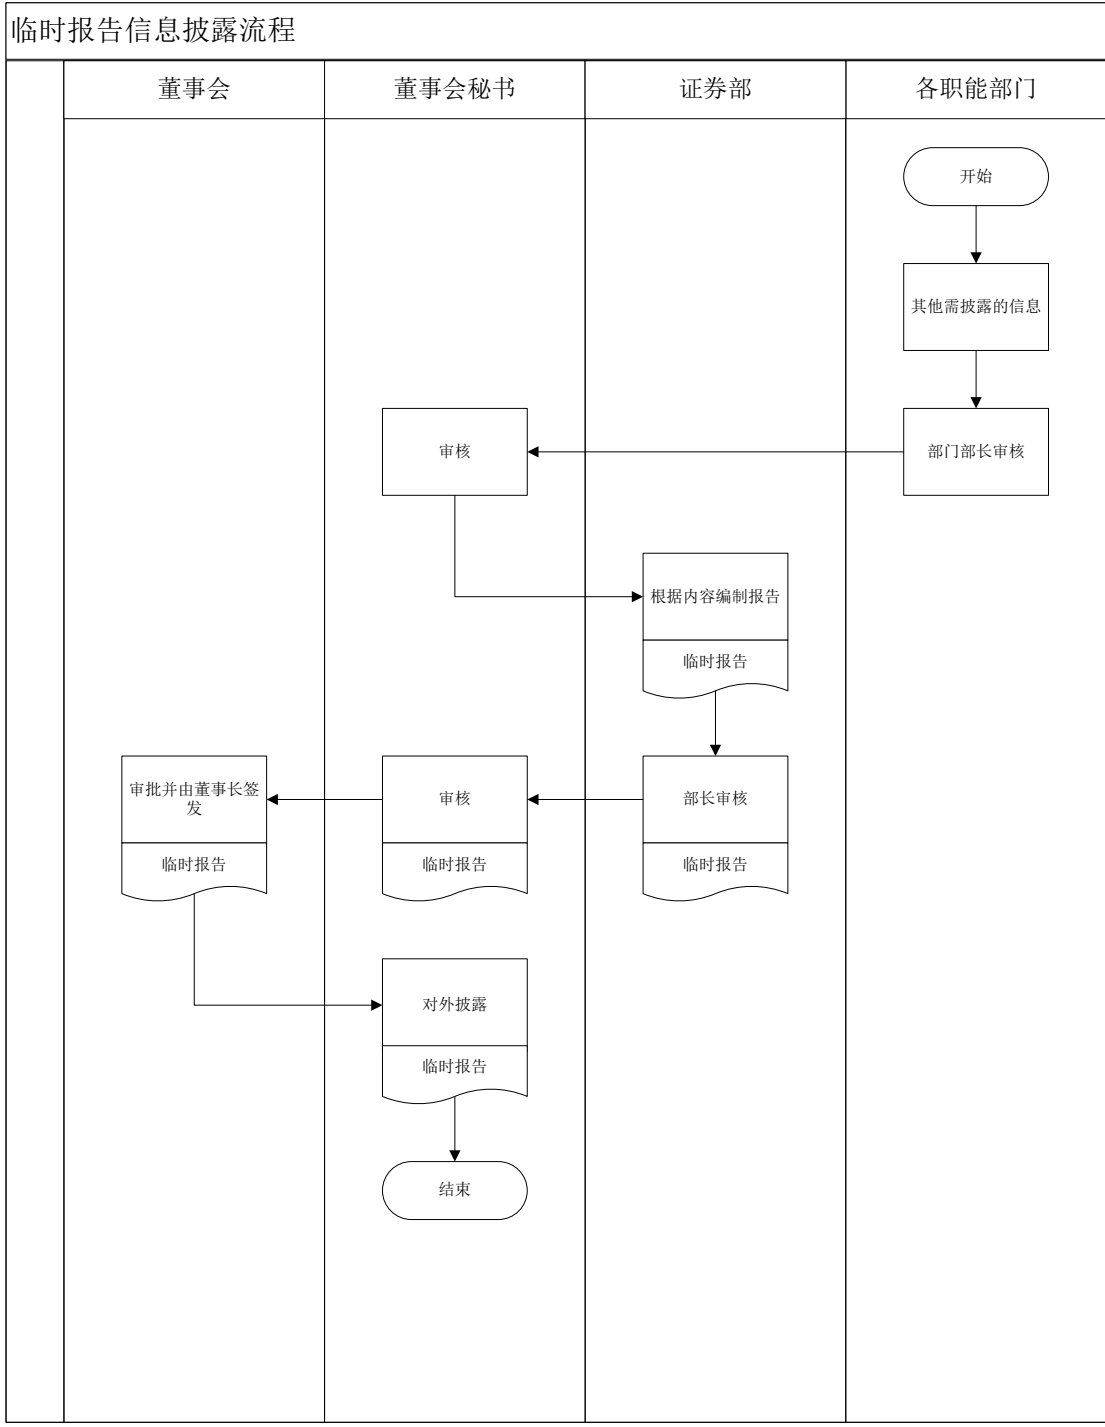 临时报告信息披露流程
董事会
董事会秘书
证券部
各职能部门
开始
其他需披露的信息
审核
部门部长审核
根据内容编制报告
临时报告
审批并由董事长签
发
临时报告
审核
临时报告
部长审核
临时报告
对外披露
临时报告
结束